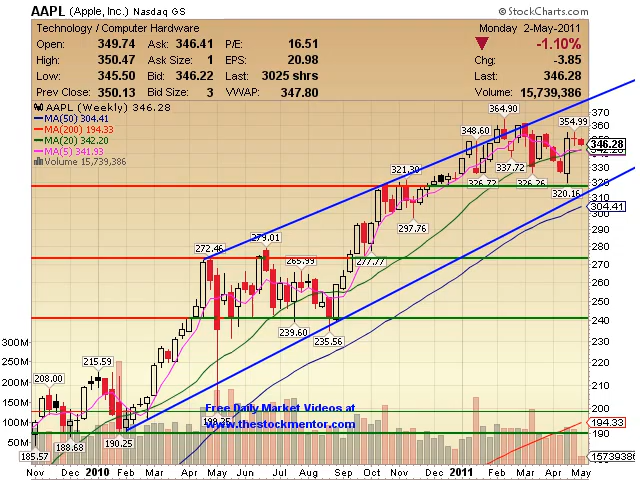 AAPL (Apple, Inc.) Nasdaq GS
© StockCharts.com
Technology / Computer Hardware
Monday 2-May-2011
Open: 349.74 Ask: 346.41 P/E: 16.51
-1.10%
High: 350.47 Ask Size: 1 EPS: 20.98
Chg: -3.85
Low: 345.50 Bid: 346.22 Last: 3025 shrs
Last: 346.28
Prev Close: 350.13 Bid Size: 3 VWAP: 347.80
Volume: 15,739,386
AAPL (Weekly) 346.28
MA(50) 304.41
MA(200) 194.33
MA(20) 342.20
MA(5) 341.93
Volume 15,739,386
364.90
370
348.60
354.99
360
346.28
337.72
330
321.30
326.72
326.26
320
320.16
310
304.41
300
297.76
290
272.46
279.01
280
265.99
277.77
270
260
250
239.60
240
235.56
230
300M
220
215.59
250M
208.00
210
200M
Free Daily Market Videos at
200
150M
www.thestockmentor.com
194.33
100M
190.25
190
50M
188.68
185.57
15739386
Nov 2010 Feb Mar Apr May Jun Jul Aug Sep Oct Nov Dec 2011 Feb Mar Apr May